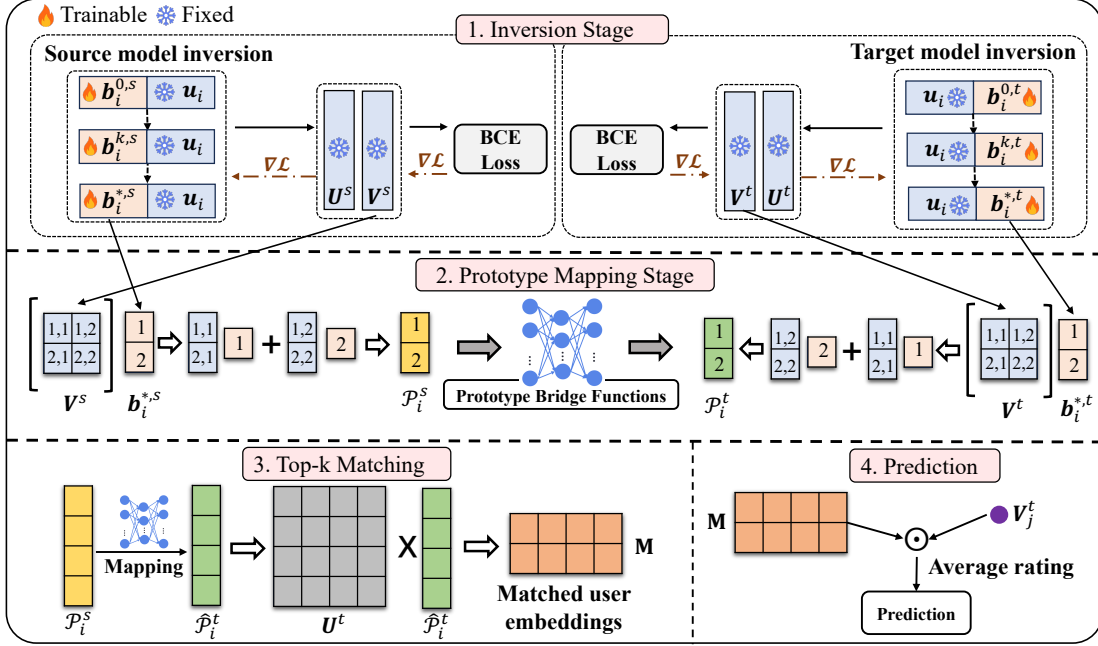 Trainable Fixed
1. Inversion Stage
Source model inversion
Target model inversion
b_i^{0,s} u_i
b_i^{k,s} u_i
b_i^{*,s} u_i
U^s V^s
∇ℒ
∇ℒ
BCE
Loss
BCE
Loss
∇ℒ
∇ℒ
V^t U^t
u_i b_i^{0,t}
u_i b_i^{k,t}
u_i b_i^{*,t}
2. Prototype Mapping Stage
1,1 1,2
2,1 2,2
V^s
1
2
b_i^{*,s}
1,1
2,1
1
+
1,2
2,2
2
1
2
𝒫_i^s
Prototype Bridge Functions
1
2
𝒫_i^t
1,2
2,2
2
+
1,1
2,1
1
1,1 1,2
2,1 2,2
V^t
1
2
b_i^{*,t}
3. Top-k Matching
𝒫_i^s
Mapping
𝒫̂_i^t
U^t
X
𝒫̂_i^t
M
Matched user
embeddings
4. Prediction
M
V_j^t
Average rating
Prediction